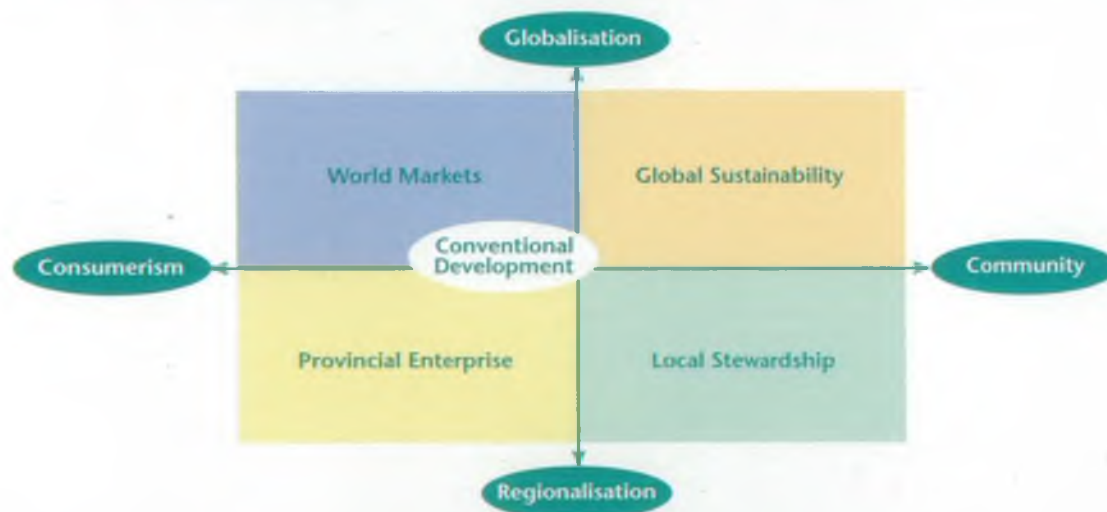 Globalisation
World Markets
Global Sustainability
Consumerism
Conventional
Development
Community
Provincial Enterprise
Local Stewardship
Regionalisation